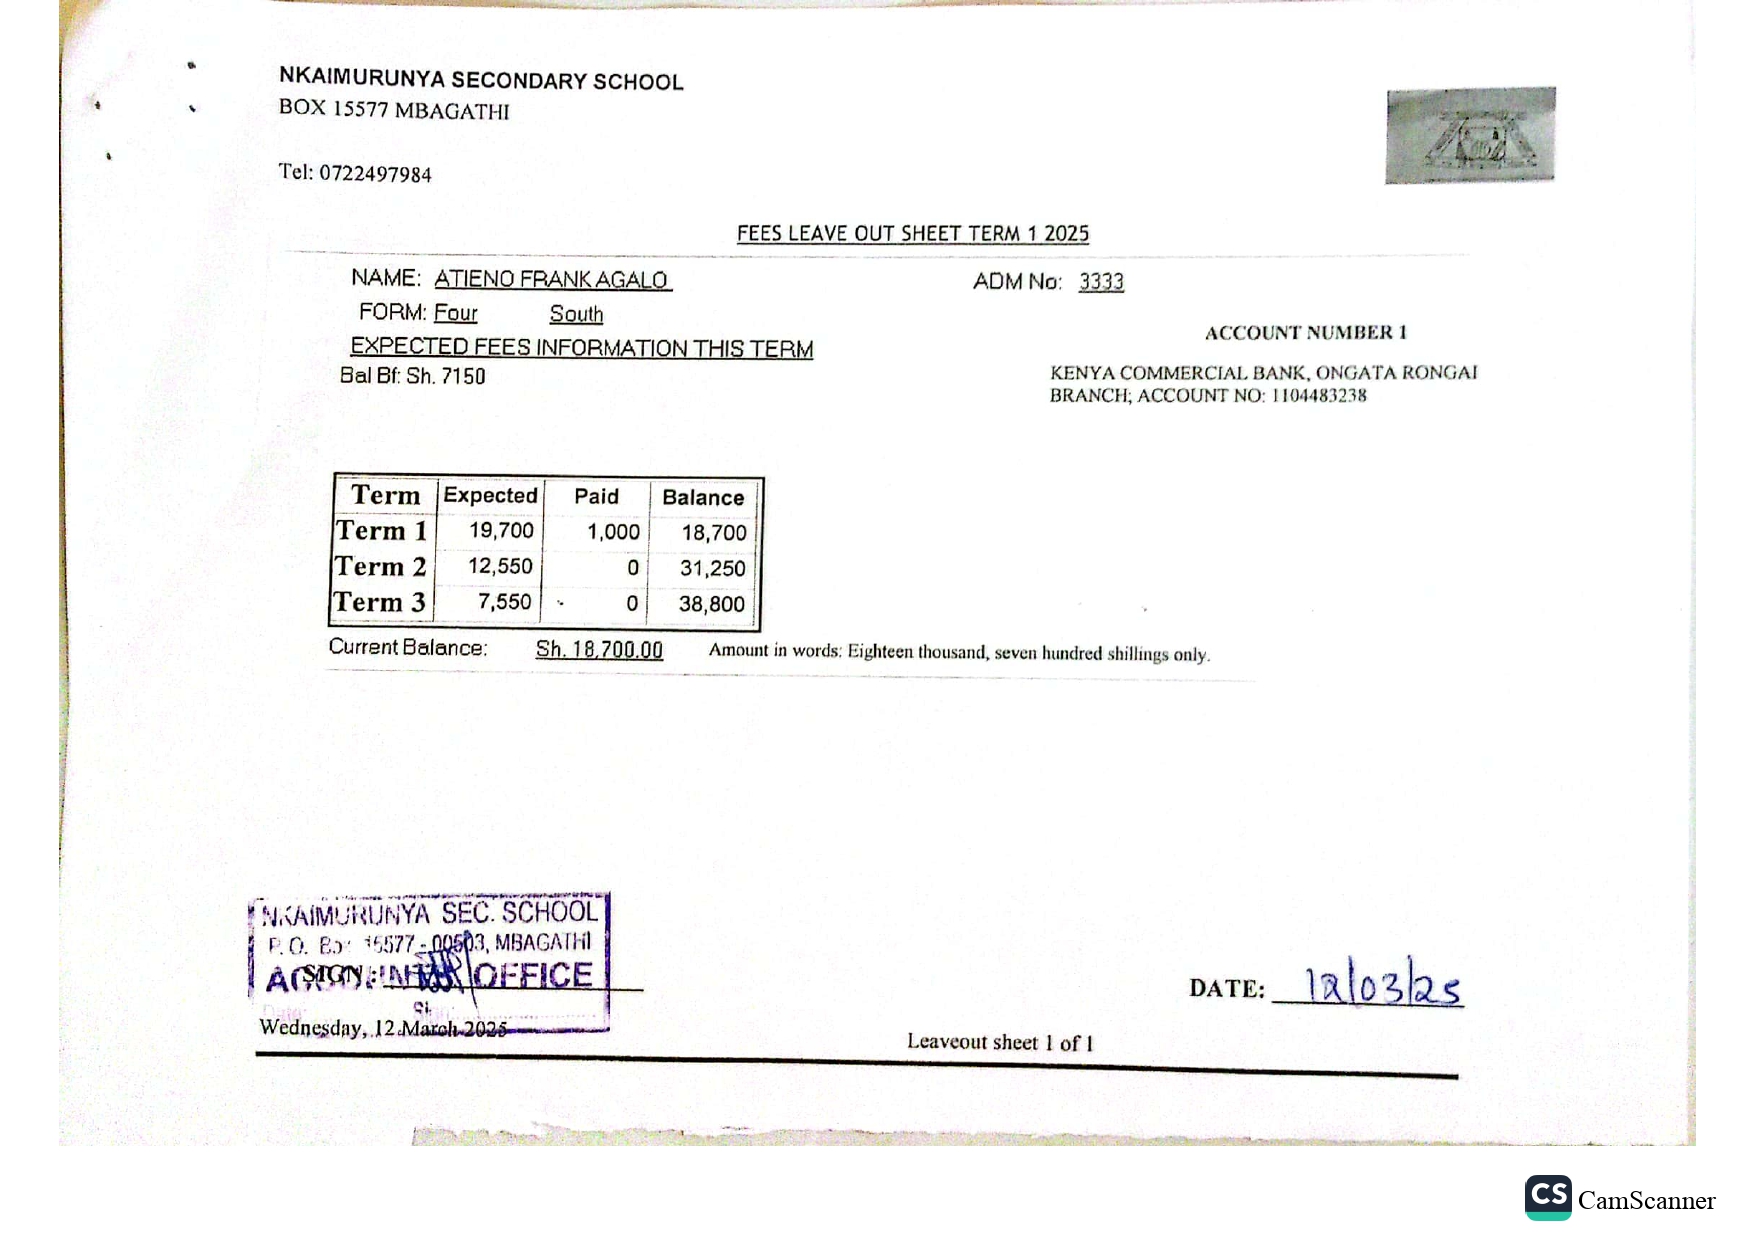 NKAIMURUNYA SECONDARY SCHOOL
BOX 15577 MBAGATHI
Tel: 0722497984
FEES LEAVE OUT SHEET TERM 1 2025
NAME: ATIENO FRANK AGALO
ADM No: 3333
FORM: Four South
ACCOUNT NUMBER 1
EXPECTED FEES INFORMATION THIS TERM
Bal Bf: Sh. 7150
KENYA COMMERCIAL BANK, ONGATA RONGAI
BRANCH; ACCOUNT NO: 1104483238
Term Expected Paid Balance
Term 1 19,700 1,000 18,700
Term 2 12,550 0 31,250
Term 3 7,550 0 38,800
Current Balance: Sh. 18,700.00 Amount in words: Eighteen thousand, seven hundred shillings only.
NKAIMURUNYA SEC. SCHOOL
P. O. Box 15577 - 00503, MBAGATHI
OFFICE
SIGN:
Date:
DATE: 12/03/25
Wednesday, 12 March 2025
Leaveout sheet 1 of 1
CS CamScanner